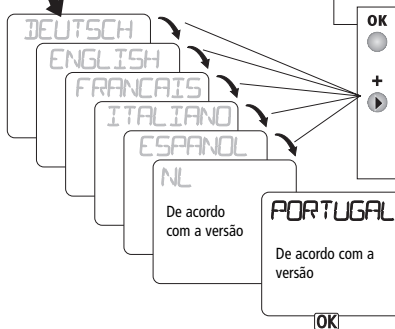 DEUTSCH
ENGLISH
FRANCAIS
ITALIANO
ESPANOL
NL
De acordo
com a versão
PORTUGAL
De acordo com a
versão
OK
OK
+